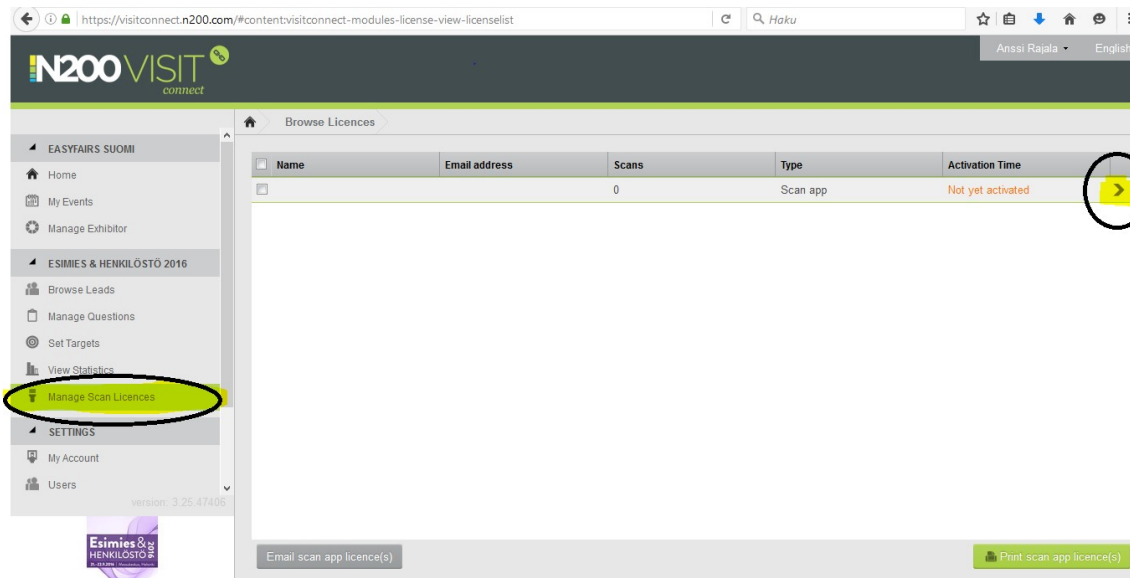 https://visitconnect.n200.com/#content:visitconnect-modules-license-view-licenselist
Haku
N200 VISIT
connect
Anssi Rajala
English
Browse Licences
EASYFAIRS SUOMI
Home
My Events
Manage Exhibitor
ESIMIES & HENKILÖSTÖ 2016
Browse Leads
Manage Questions
Set Targets
View Statistics
Manage Scan Licences
SETTINGS
My Account
Users
version: 3.25.47406
Name Email address Scans Type Activation Time
0 Scan app Not yet activated
Esimies &
HENKILÖSTÖ
2016
Email scan app licence(s)
Print scan app licence(s)